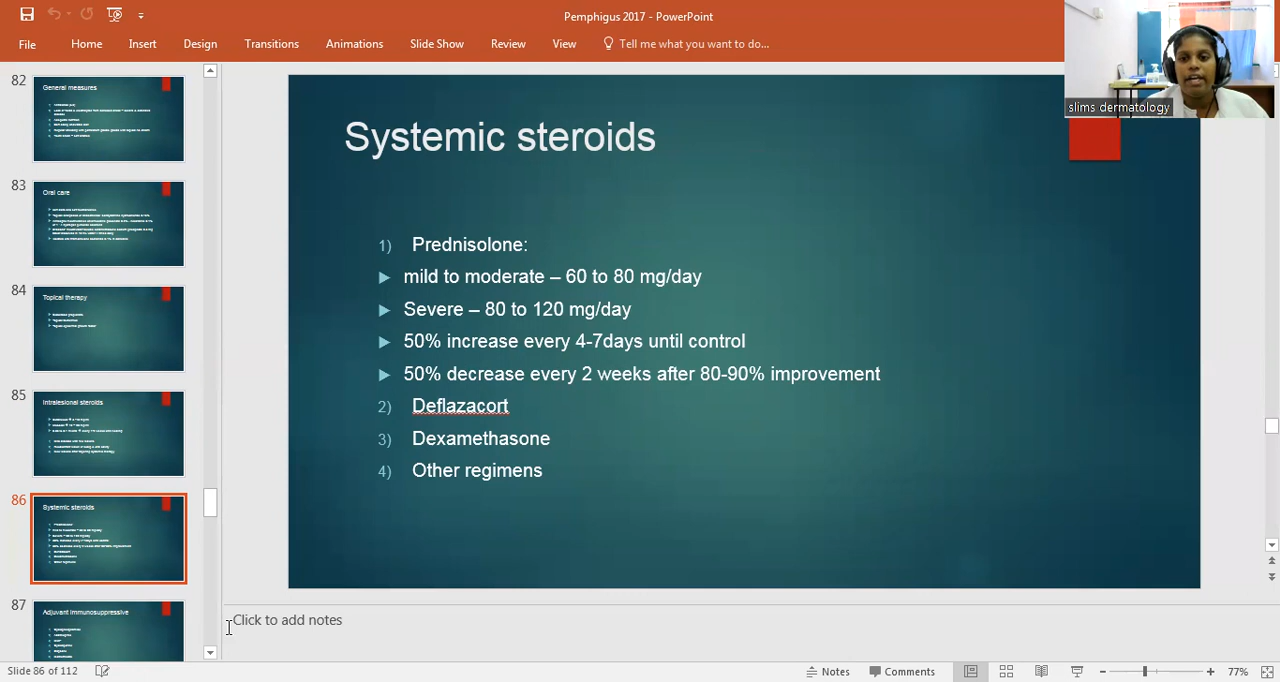 Pemphigus 2017 - PowerPoint
File Home Insert Design Transitions Animations Slide Show Review View Tell me what you want to do...
slims dermatology
82
General measures
83
Oral care
84
Topical therapy
85
Intralesional steroids
86
Systemic steroids
87
Adjuvant immunosuppressive
Systemic steroids
1) Prednisolone:
mild to moderate – 60 to 80 mg/day
Severe – 80 to 120 mg/day
50% increase every 4-7days until control
50% decrease every 2 weeks after 80-90% improvement
2) Deflazacort
3) Dexamethasone
4) Other regimens
Click to add notes
Slide 86 of 112 Notes Comments 77%